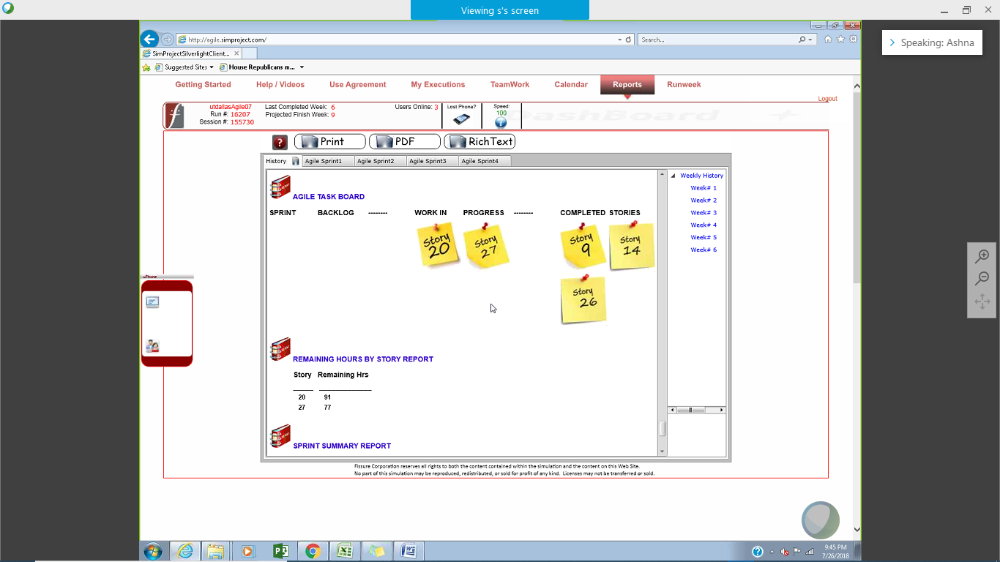 Viewing s's screen
Speaking: Ashna
http://agile.simproject.com/
Search...
SimProjectSilverlightClient...
Suggested Sites
House Republicans m...
Getting Started
Help / Videos
Use Agreement
My Executions
TeamWork
Calendar
Reports
Runweek
Logout
utdallasAgile07
Run #: 16207
Session #: 155730
Last Completed Week: 6
Projected Finish Week: 9
Users Online: 3
Lost Phone?
Speed:
100
DashBoard
? Print PDF RichText
History Agile Sprint1 Agile Sprint2 Agile Sprint3 Agile Sprint4
AGILE TASK BOARD
SPRINT BACKLOG -------- WORK IN PROGRESS -------- COMPLETED STORIES
Story 20
Story 27
Story 9
Story 14
Story 26
REMAINING HOURS BY STORY REPORT
Story Remaining Hrs
20 91
27 77
SPRINT SUMMARY REPORT
Weekly History
Week# 1
Week# 2
Week# 3
Week# 4
Week# 5
Week# 6
uPhone
Fissure Corporation reserves all rights to both the content contained within the simulation and the content on this Web Site.
No part of this simulation may be reproduced, redistributed, or sold for profit of any kind. Licenses may not be transferred or sold.
9:45 PM
7/26/2018